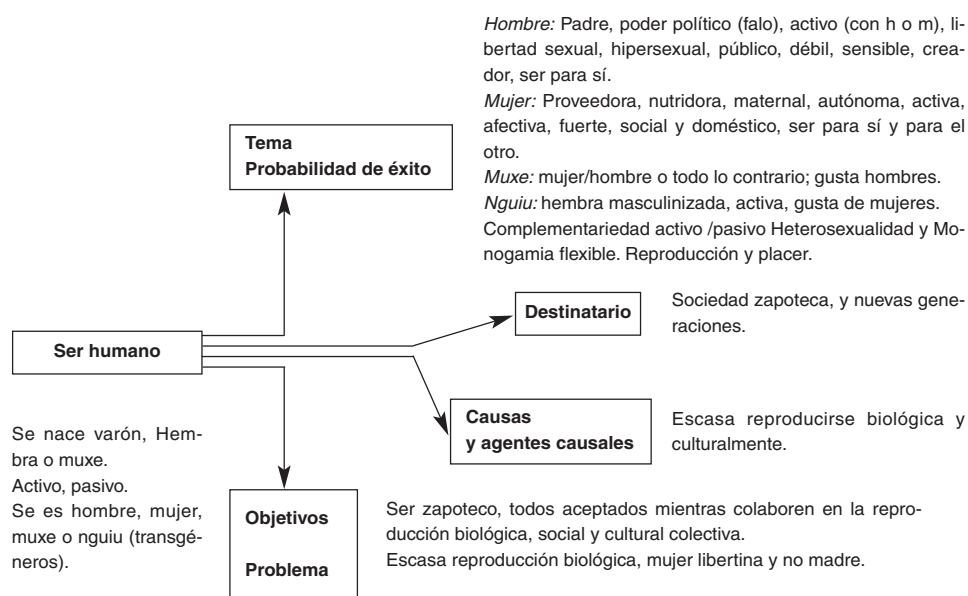 Hombre: Padre, poder político (falo), activo (con h o m), li-
bertad sexual, hipersexual, público, débil, sensible, crea-
dor, ser para sí.
Mujer: Proveedora, nutridora, maternal, autónoma, activa,
afectiva, fuerte, social y doméstico, ser para sí y para el
otro.
Muxe: mujer/hombre o todo lo contrario; gusta hombres.
Nguiu: hembra masculinizada, activa, gusta de mujeres.
Complementariedad activo /pasivo Heterosexualidad y Mo-
nogamia flexible. Reproducción y placer.
Tema
Probabilidad de éxito
Destinatario
Sociedad zapoteca, y nuevas gene-
raciones.
Ser humano
Causas
y agentes causales
Escasa reproducirse biológica y
culturalmente.
Se nace varón, Hem-
bra o muxe.
Activo, pasivo.
Se es hombre, mujer,
muxe o nguiu (transgé-
neros).
Objetivos
Problema
Ser zapoteco, todos aceptados mientras colaboren en la repro-
ducción biológica, social y cultural colectiva.
Escasa reproducción biológica, mujer libertina y no madre.